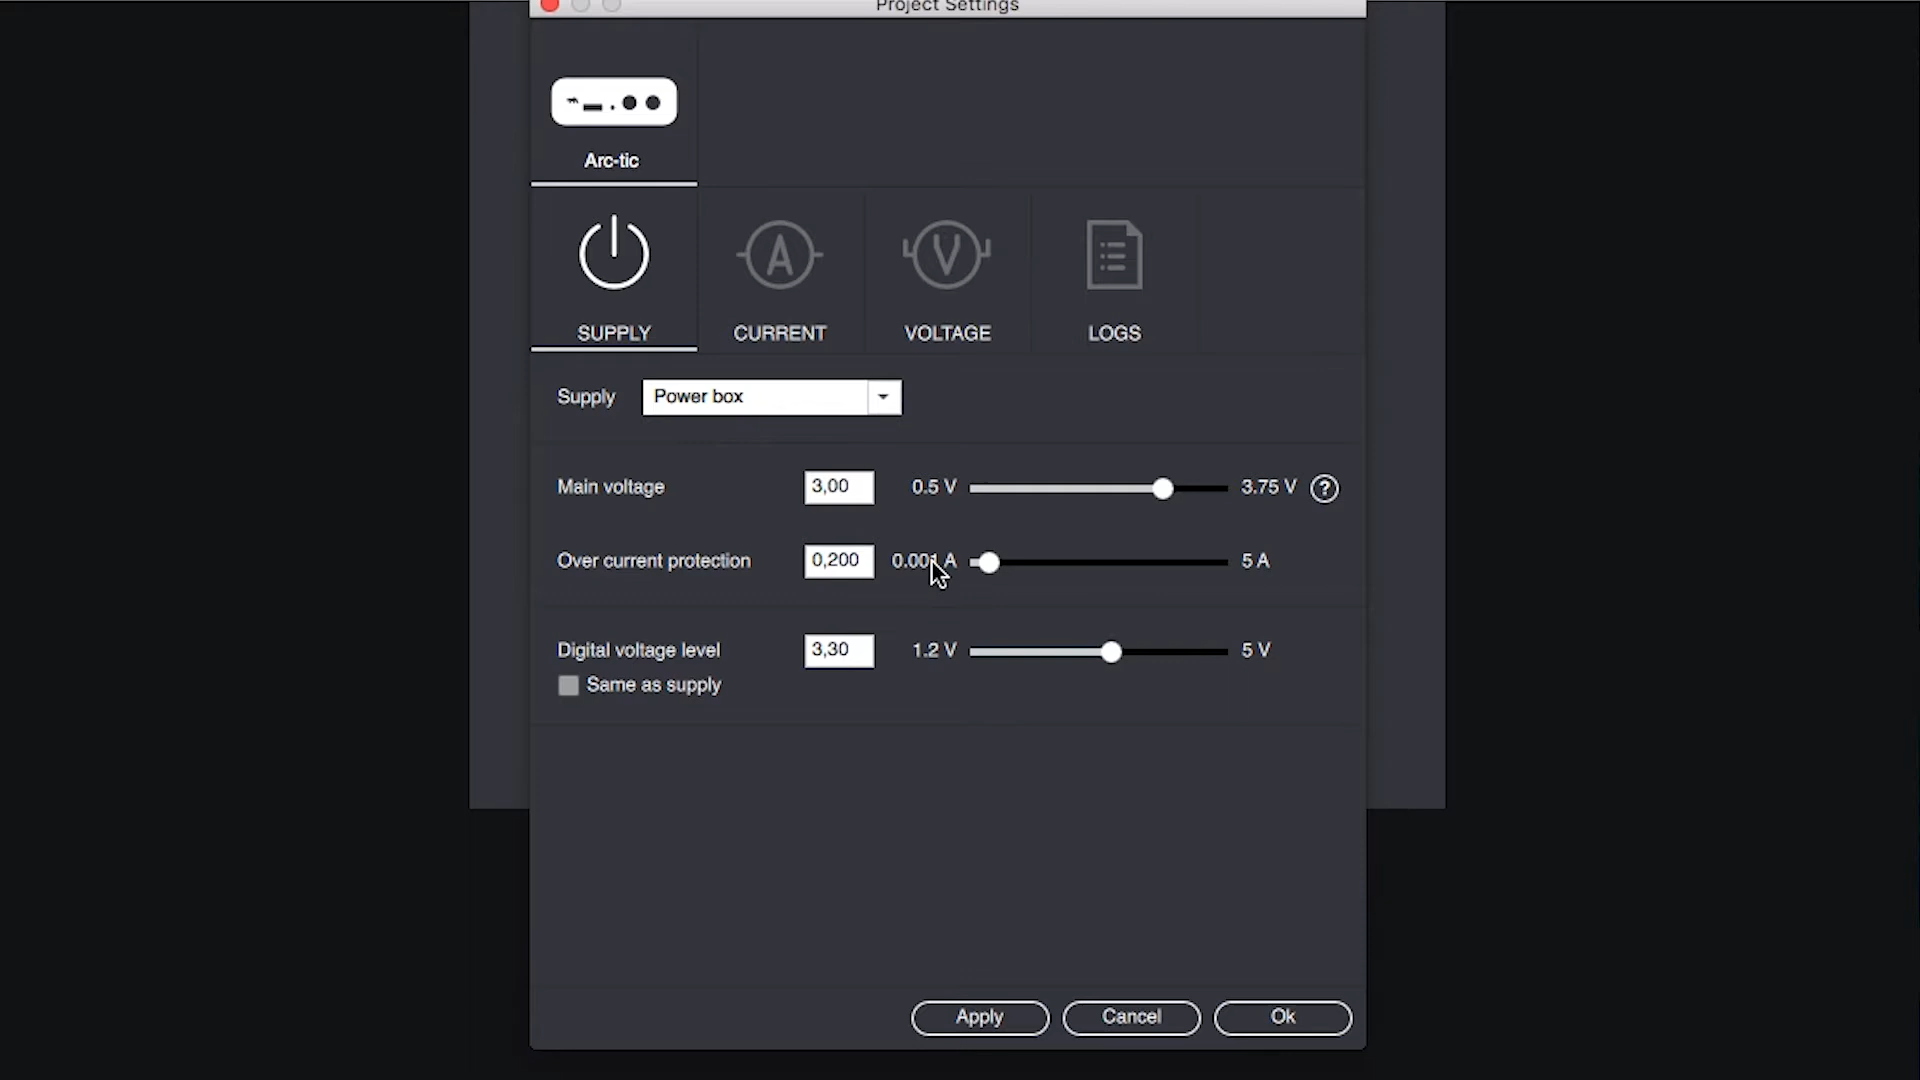 Project Settings
Arc-tic
SUPPLY CURRENT VOLTAGE LOGS
Supply Power box
Main voltage 3,00 0.5 V 3.75 V ?
Over current protection 0,200 0.001 A 5 A
Digital voltage level 3,30 1.2 V 5 V
Same as supply
Apply Cancel Ok